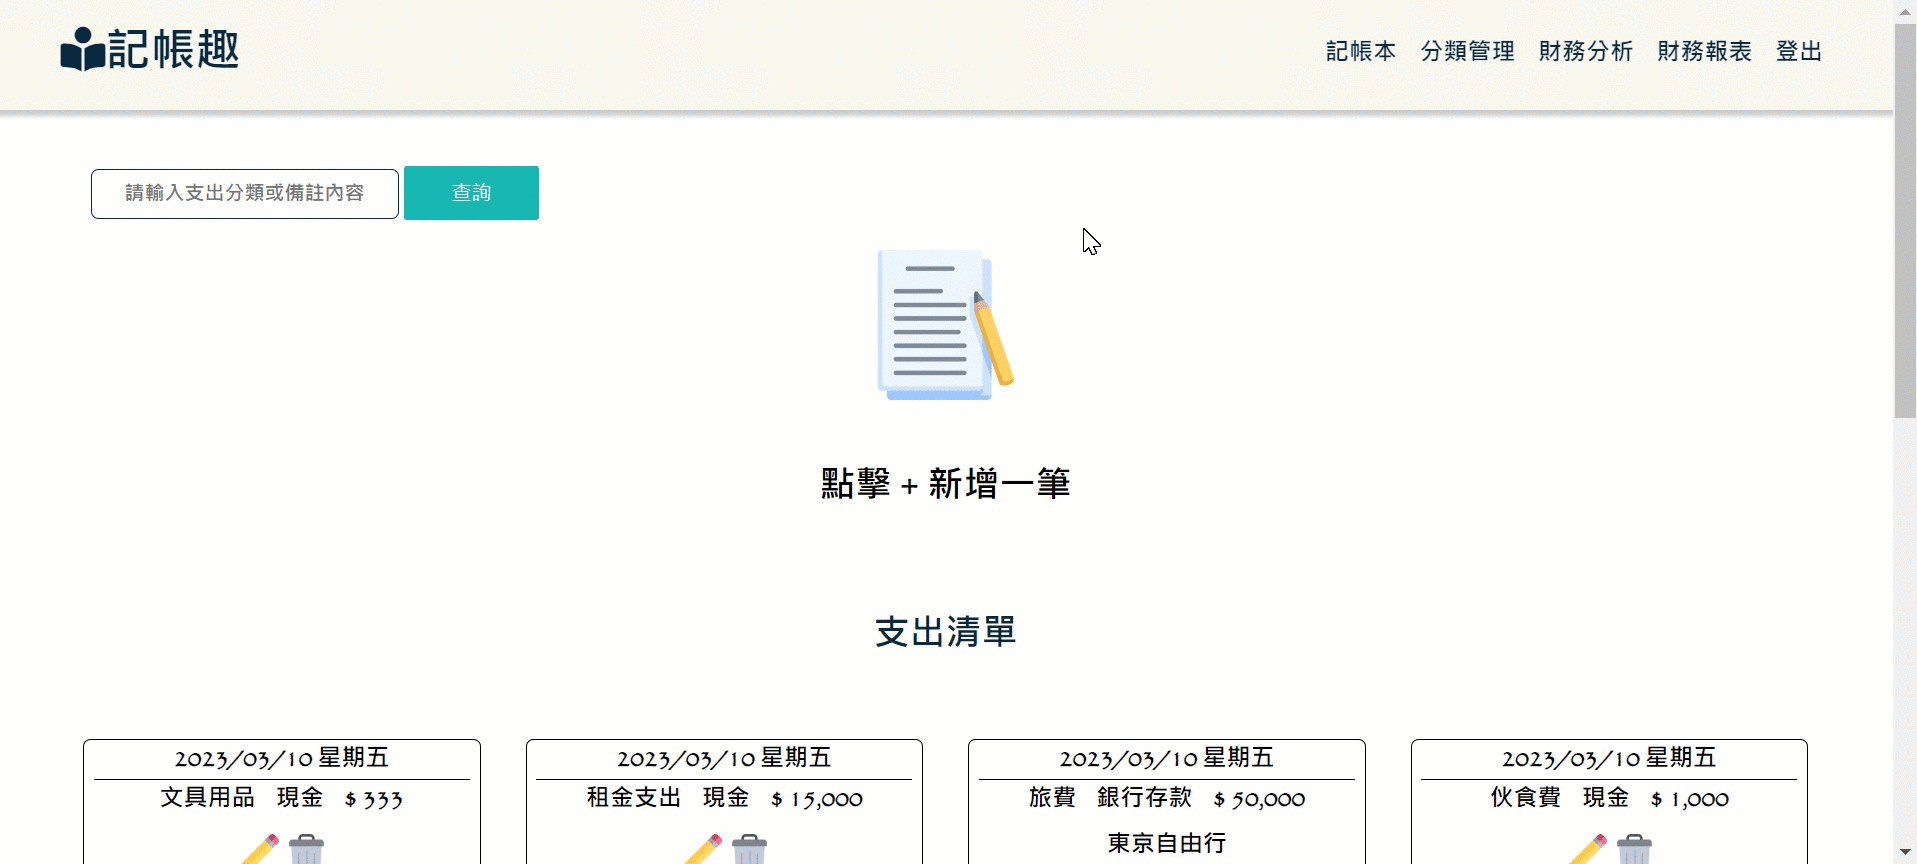 記帳趣
記帳本 分類管理 財務分析 財務報表 登出
請輸入支出分類或備註內容 查詢
點擊 + 新增一筆
支出清單
2023/03/10 星期五
文具用品 現金 $ 333
2023/03/10 星期五
租金支出 現金 $ 15,000
2023/03/10 星期五
旅費 銀行存款 $ 50,000
東京自由行
2023/03/10 星期五
伙食費 現金 $ 1,000